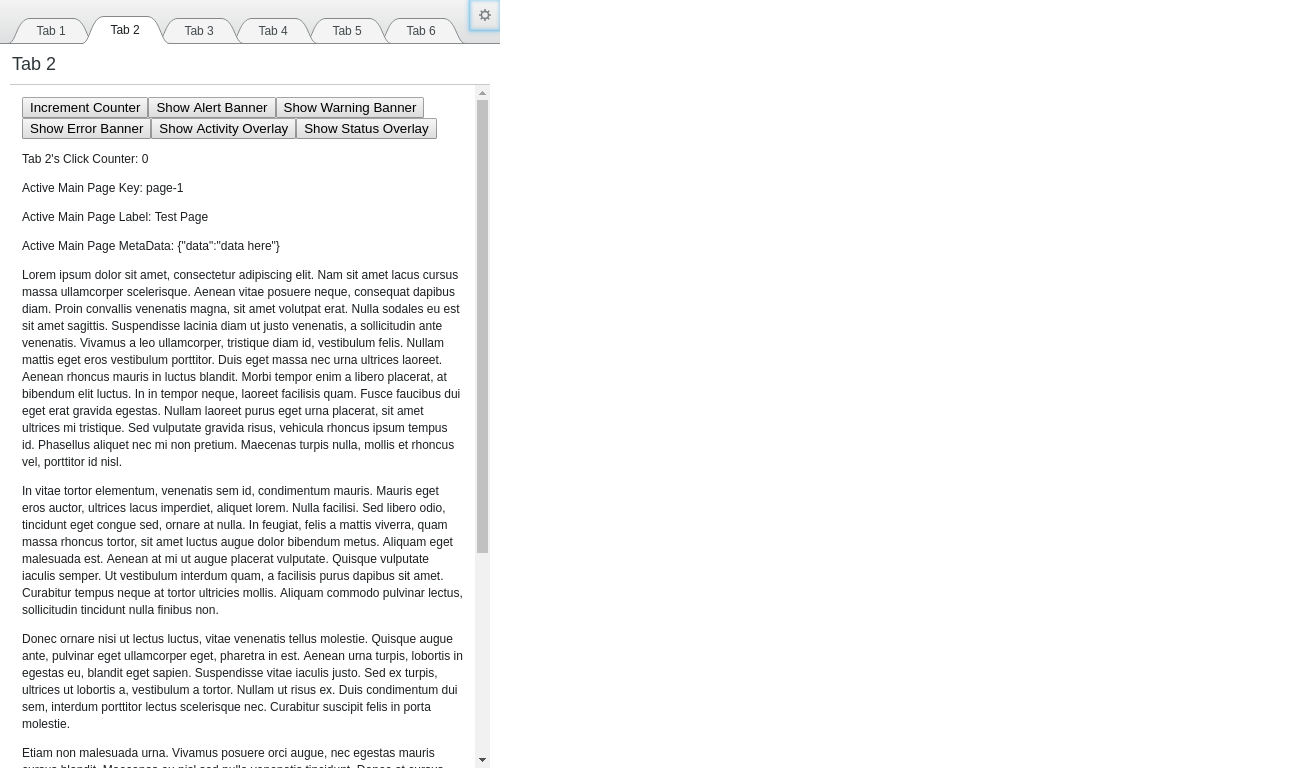 Tab 1 Tab 2 Tab 3 Tab 4 Tab 5 Tab 6
Tab 2
Increment Counter Show Alert Banner Show Warning Banner
Show Error Banner Show Activity Overlay Show Status Overlay
Tab 2's Click Counter: 0
Active Main Page Key: page-1
Active Main Page Label: Test Page
Active Main Page MetaData: {"data":"data here"}
Lorem ipsum dolor sit amet, consectetur adipiscing elit. Nam sit amet lacus cursus
massa ullamcorper scelerisque. Aenean vitae posuere neque, consequat dapibus
diam. Proin convallis venenatis magna, sit amet volutpat erat. Nulla sodales eu est
sit amet sagittis. Suspendisse lacinia diam ut justo venenatis, a sollicitudin ante
venenatis. Vivamus a leo ullamcorper, tristique diam id, vestibulum felis. Nullam
mattis eget eros vestibulum porttitor. Duis eget massa nec urna ultrices laoreet.
Aenean rhoncus mauris in luctus blandit. Morbi tempor enim a libero placerat, at
bibendum elit luctus. In in tempor neque, laoreet facilisis quam. Fusce faucibus dui
eget erat gravida egestas. Nullam laoreet purus eget urna placerat, sit amet
ultrices mi tristique. Sed vulputate gravida risus, vehicula rhoncus ipsum tempus
id. Phasellus aliquet nec mi non pretium. Maecenas turpis nulla, mollis et rhoncus
vel, porttitor id nisl.
In vitae tortor elementum, venenatis sem id, condimentum mauris. Mauris eget
eros auctor, ultrices lacus imperdiet, aliquet lorem. Nulla facilisi. Sed libero odio,
tincidunt eget congue sed, ornare at nulla. In feugiat, felis a mattis viverra, quam
massa rhoncus tortor, sit amet luctus augue dolor bibendum metus. Aliquam eget
malesuada est. Aenean at mi ut augue placerat vulputate. Quisque vulputate
iaculis semper. Ut vestibulum interdum quam, a facilisis purus dapibus sit amet.
Curabitur tempus neque at tortor ultricies mollis. Aliquam commodo pulvinar lectus,
sollicitudin tincidunt nulla finibus non.
Donec ornare nisi ut lectus luctus, vitae venenatis tellus molestie. Quisque augue
ante, pulvinar eget ullamcorper eget, pharetra in est. Aenean urna turpis, lobortis in
egestas eu, blandit eget sapien. Suspendisse vitae iaculis justo. Sed ex turpis,
ultrices ut lobortis a, vestibulum a tortor. Nullam ut risus ex. Duis condimentum dui
sem, interdum porttitor lectus scelerisque nec. Curabitur suscipit felis in porta
molestie.
Etiam non malesuada urna. Vivamus posuere orci augue, nec egestas mauris